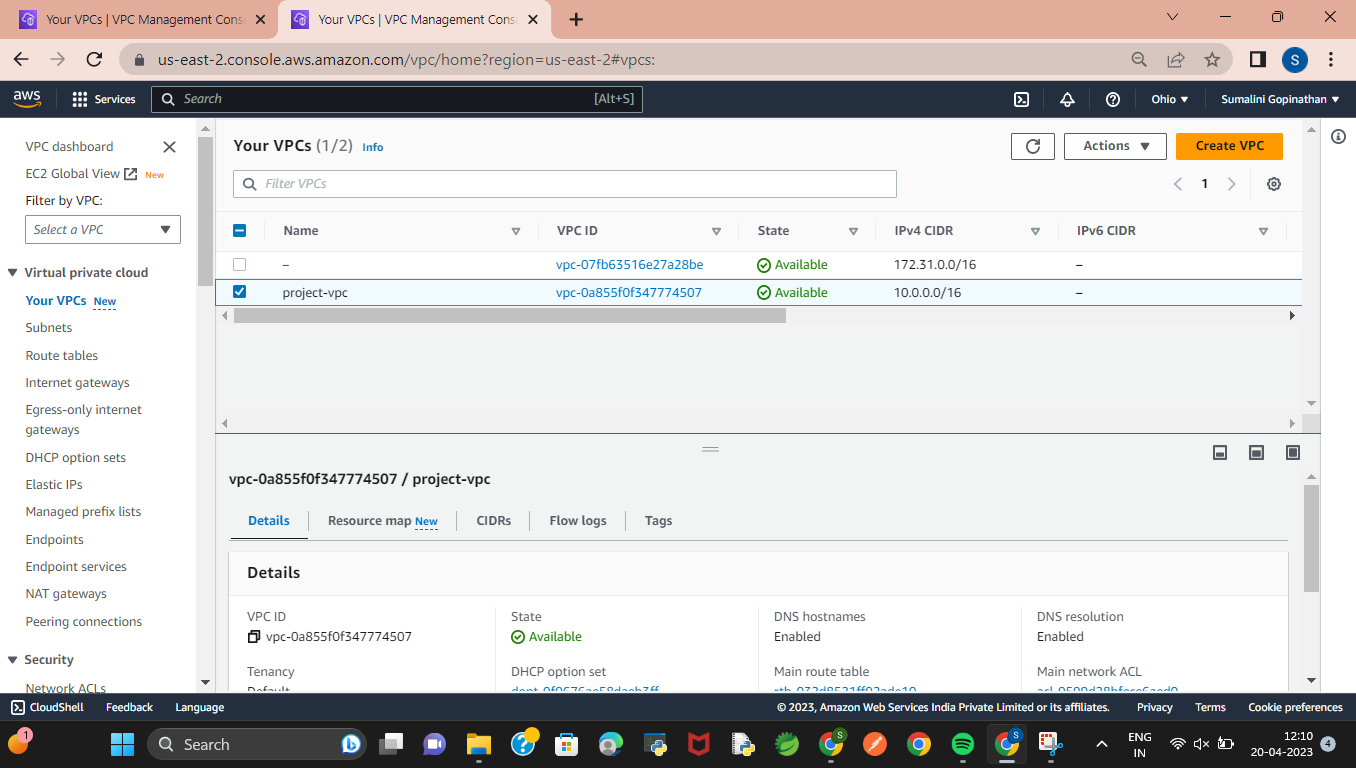 Your VPCs | VPC Management Cons
Your VPCs | VPC Management Cons
us-east-2.console.aws.amazon.com/vpc/home?region=us-east-2#vpcs:
S
aws
Services
Search
[Alt+S]
Ohio
Sumalini Gopinathan
VPC dashboard
EC2 Global View New
Filter by VPC:
Select a VPC
Virtual private cloud
Your VPCs New
Subnets
Route tables
Internet gateways
Egress-only internet
gateways
DHCP option sets
Elastic IPs
Managed prefix lists
Endpoints
Endpoint services
NAT gateways
Peering connections
Security
Network ACLs
Your VPCs (1/2) Info
Actions
Create VPC
Filter VPCs
1
Name VPC ID State IPv4 CIDR IPv6 CIDR
– vpc-07fb63516e27a28be Available 172.31.0.0/16 –
project-vpc vpc-0a855f0f347774507 Available 10.0.0.0/16 –
vpc-0a855f0f347774507 / project-vpc
Details Resource map New CIDRs Flow logs Tags
Details
VPC ID State DNS hostnames DNS resolution
vpc-0a855f0f347774507 Available Enabled Enabled
Tenancy DHCP option set Main route table Main network ACL
Default
CloudShell Feedback Language
© 2023, Amazon Web Services India Private Limited or its affiliates. Privacy Terms Cookie preferences
1
Search
S
S
ENG
IN
12:10
20-04-2023
4